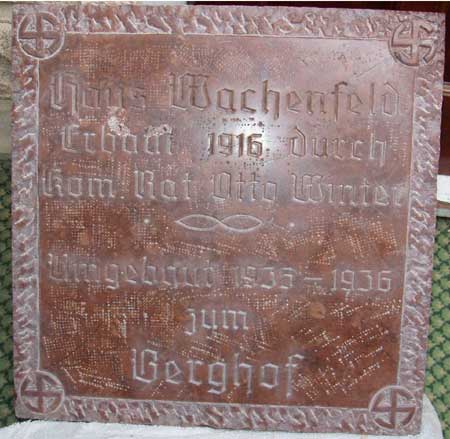 Haus Wachenfeld
Erbaut 1916 durch
Kom. Rat Otto Winter
Umgebaut 1935 - 1936
zum
Berghof